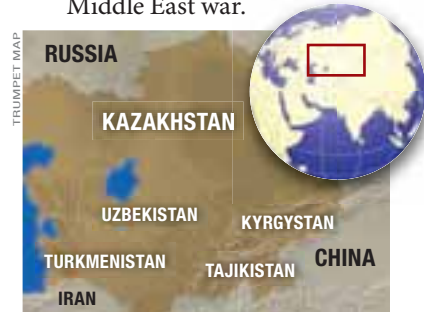 Middle East war.
TRUMPET MAP
RUSSIA
KAZAKHSTAN
UZBEKISTAN
KYRGYSTAN
TURKMENISTAN
TAJIKISTAN
CHINA
IRAN